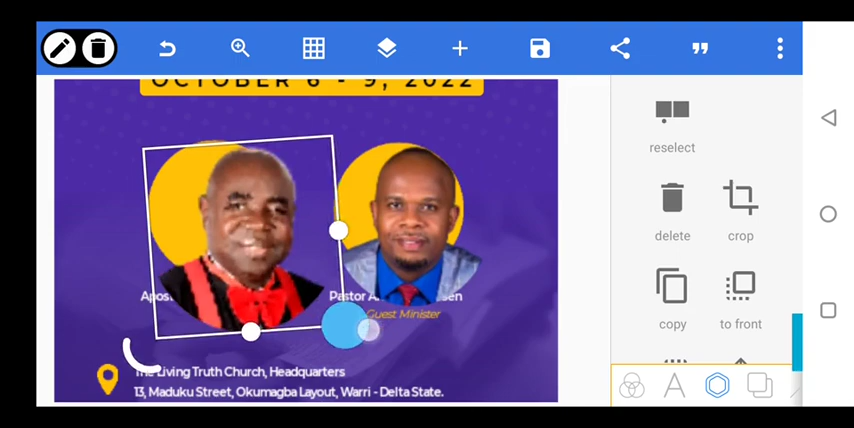 OCTOBER 6 - 9, 2022
reselect
delete
crop
copy
to front
Pastor
Guest Minister
The Living Truth Church, Headquarters
13, Maduku Street, Okumagba Layout, Warri - Delta State.